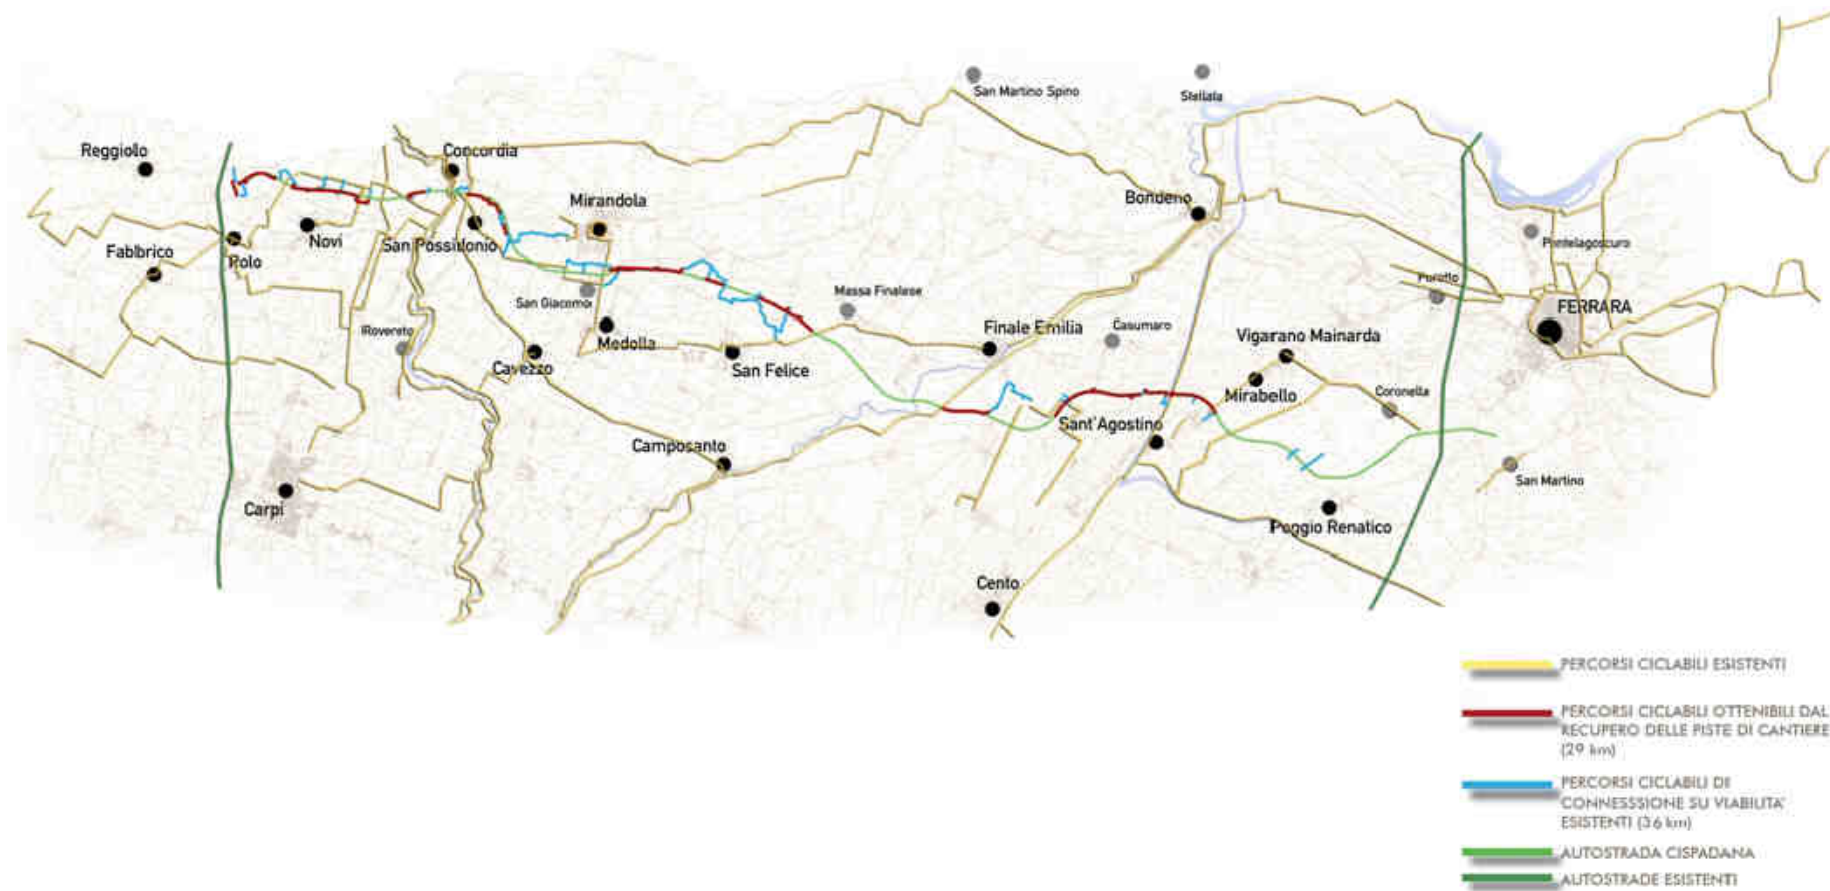 San Martino Spino
Stellata
Reggiolo
Concordia
Mirandola
Bondeno
Fabbrico
Polo
Novi
San Possidonio
Pontelagoscuro
Porotto
San Giacomo
Massa Finalese
FERRARA
Rovereto
Medolla
Cavezzo
San Felice
Finale Emilia
Casumaro
Vigarano Mainarda
Mirabello
Coronella
Sant'Agostino
Camposanto
San Martino
Carpi
Poggio Renatico
Cento
PERCORSI CICLABILI ESISTENTI
PERCORSI CICLABILI OTTENIBILI DAL
RECUPERO DELLE PISTE DI CANTIERE
(29 km)
PERCORSI CICLABILI DI
CONNESSSIONE SU VIABILITA'
ESISTENTI (36 km)
AUTOSTRADA CISPADANA
AUTOSTRADE ESISTENTI